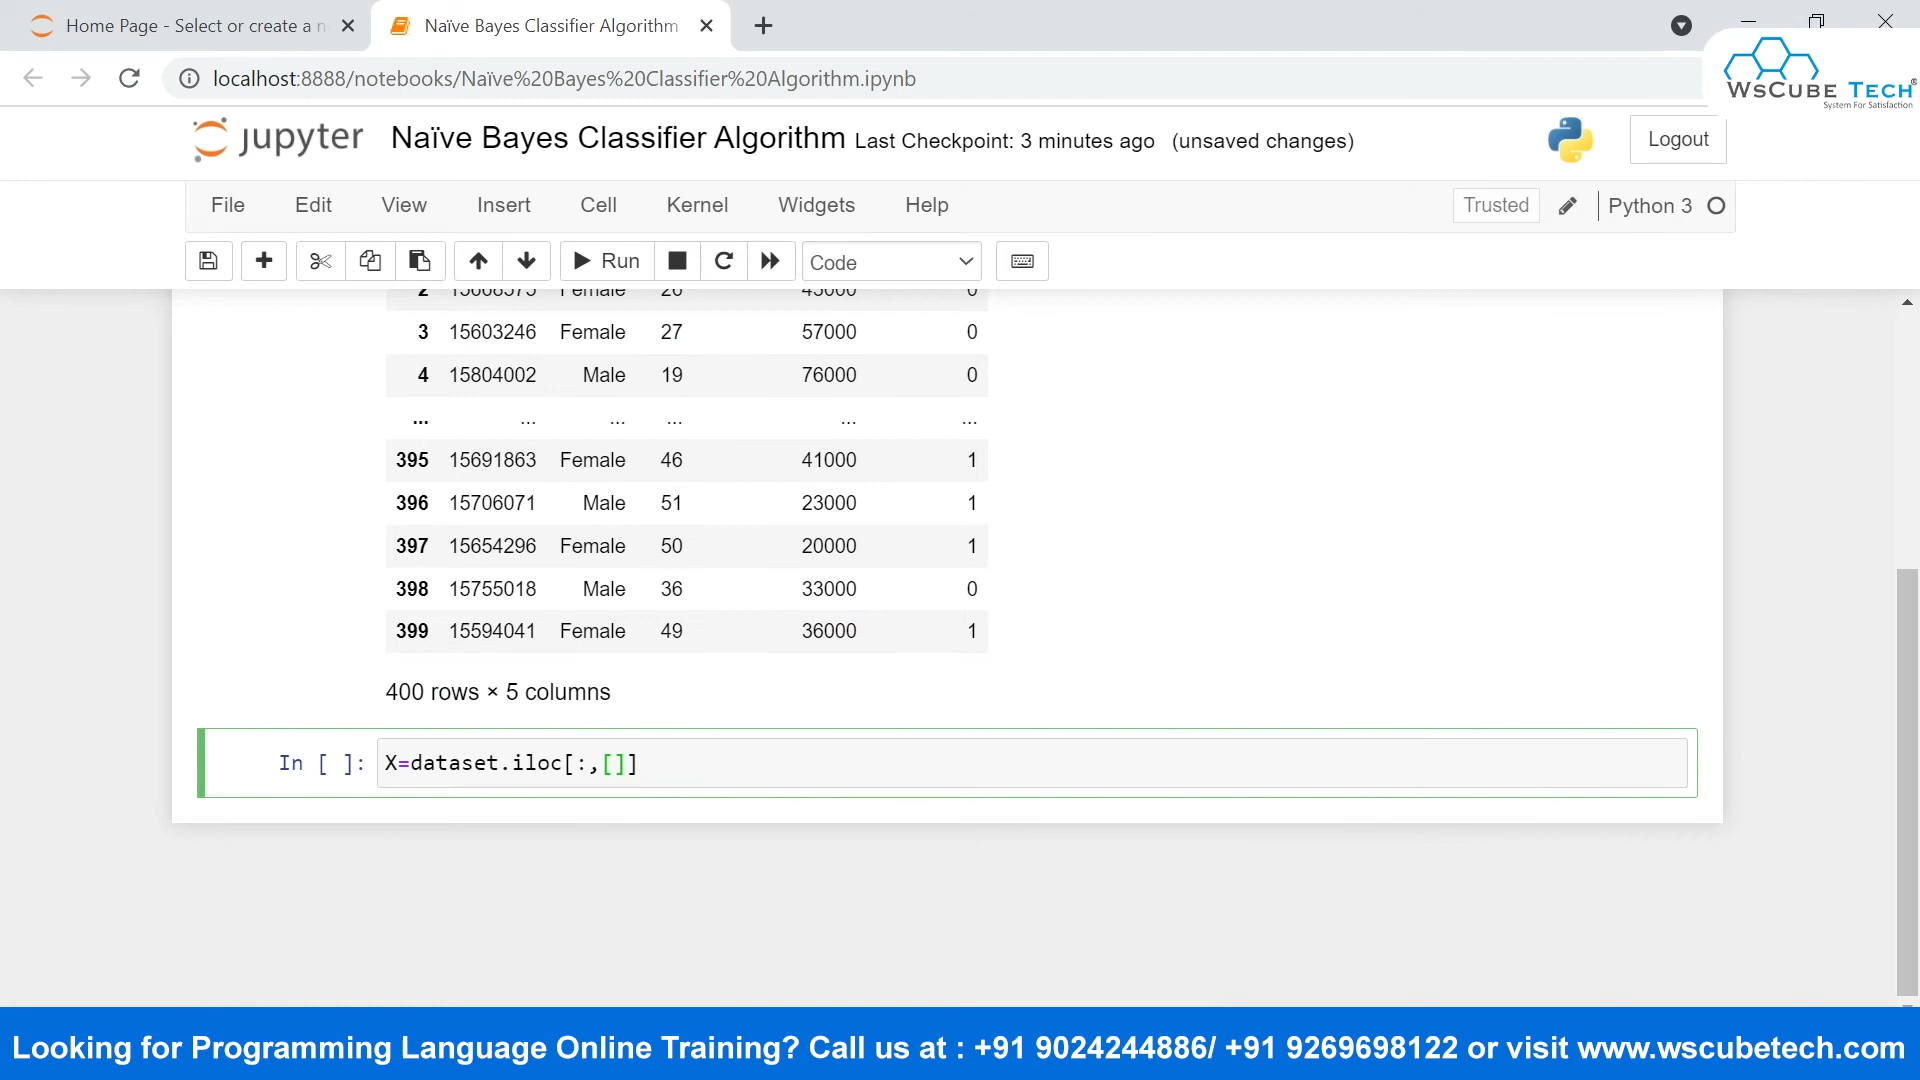 Home Page - Select or create a n
Naïve Bayes Classifier Algorithm
localhost:8888/notebooks/Naïve%20Bayes%20Classifier%20Algorithm.ipynb
WsCube Tech®
System For Satisfaction
jupyter Naïve Bayes Classifier Algorithm Last Checkpoint: 3 minutes ago (unsaved changes)
Logout
File Edit View Insert Cell Kernel Widgets Help
Trusted
Python 3
Run
Code
2 15668575 Female 26 43000 0
3 15603246 Female 27 57000 0
4 15804002 Male 19 76000 0
... ... ... ... ... ...
395 15691863 Female 46 41000 1
396 15706071 Male 51 23000 1
397 15654296 Female 50 20000 1
398 15755018 Male 36 33000 0
399 15594041 Female 49 36000 1
400 rows × 5 columns
In [ ]: X=dataset.iloc[:,[]]
Looking for Programming Language Online Training? Call us at : +91 9024244886/ +91 9269698122 or visit www.wscubetech.com